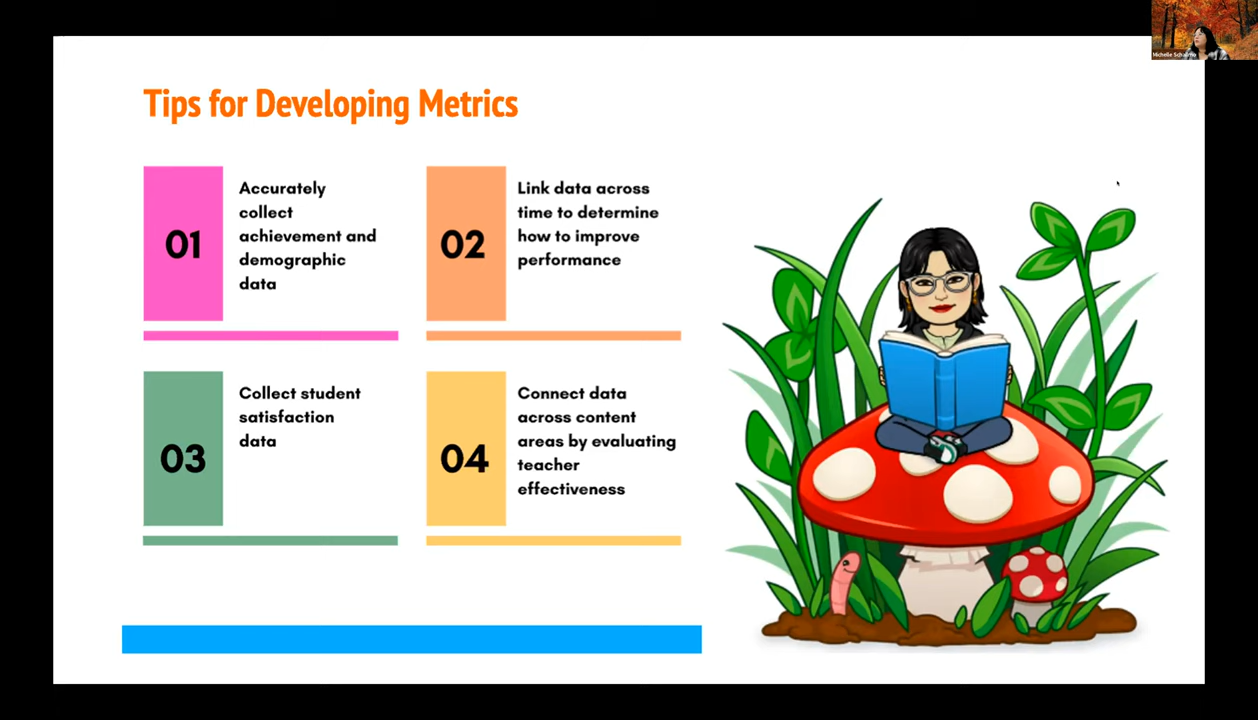 Tips for Developing Metrics
01
Accurately
collect
achievement and
demographic
data
02
Link data across
time to determine
how to improve
performance
03
Collect student
satisfaction
data
04
Connect data
across content
areas by evaluating
teacher
effectiveness
Michelle